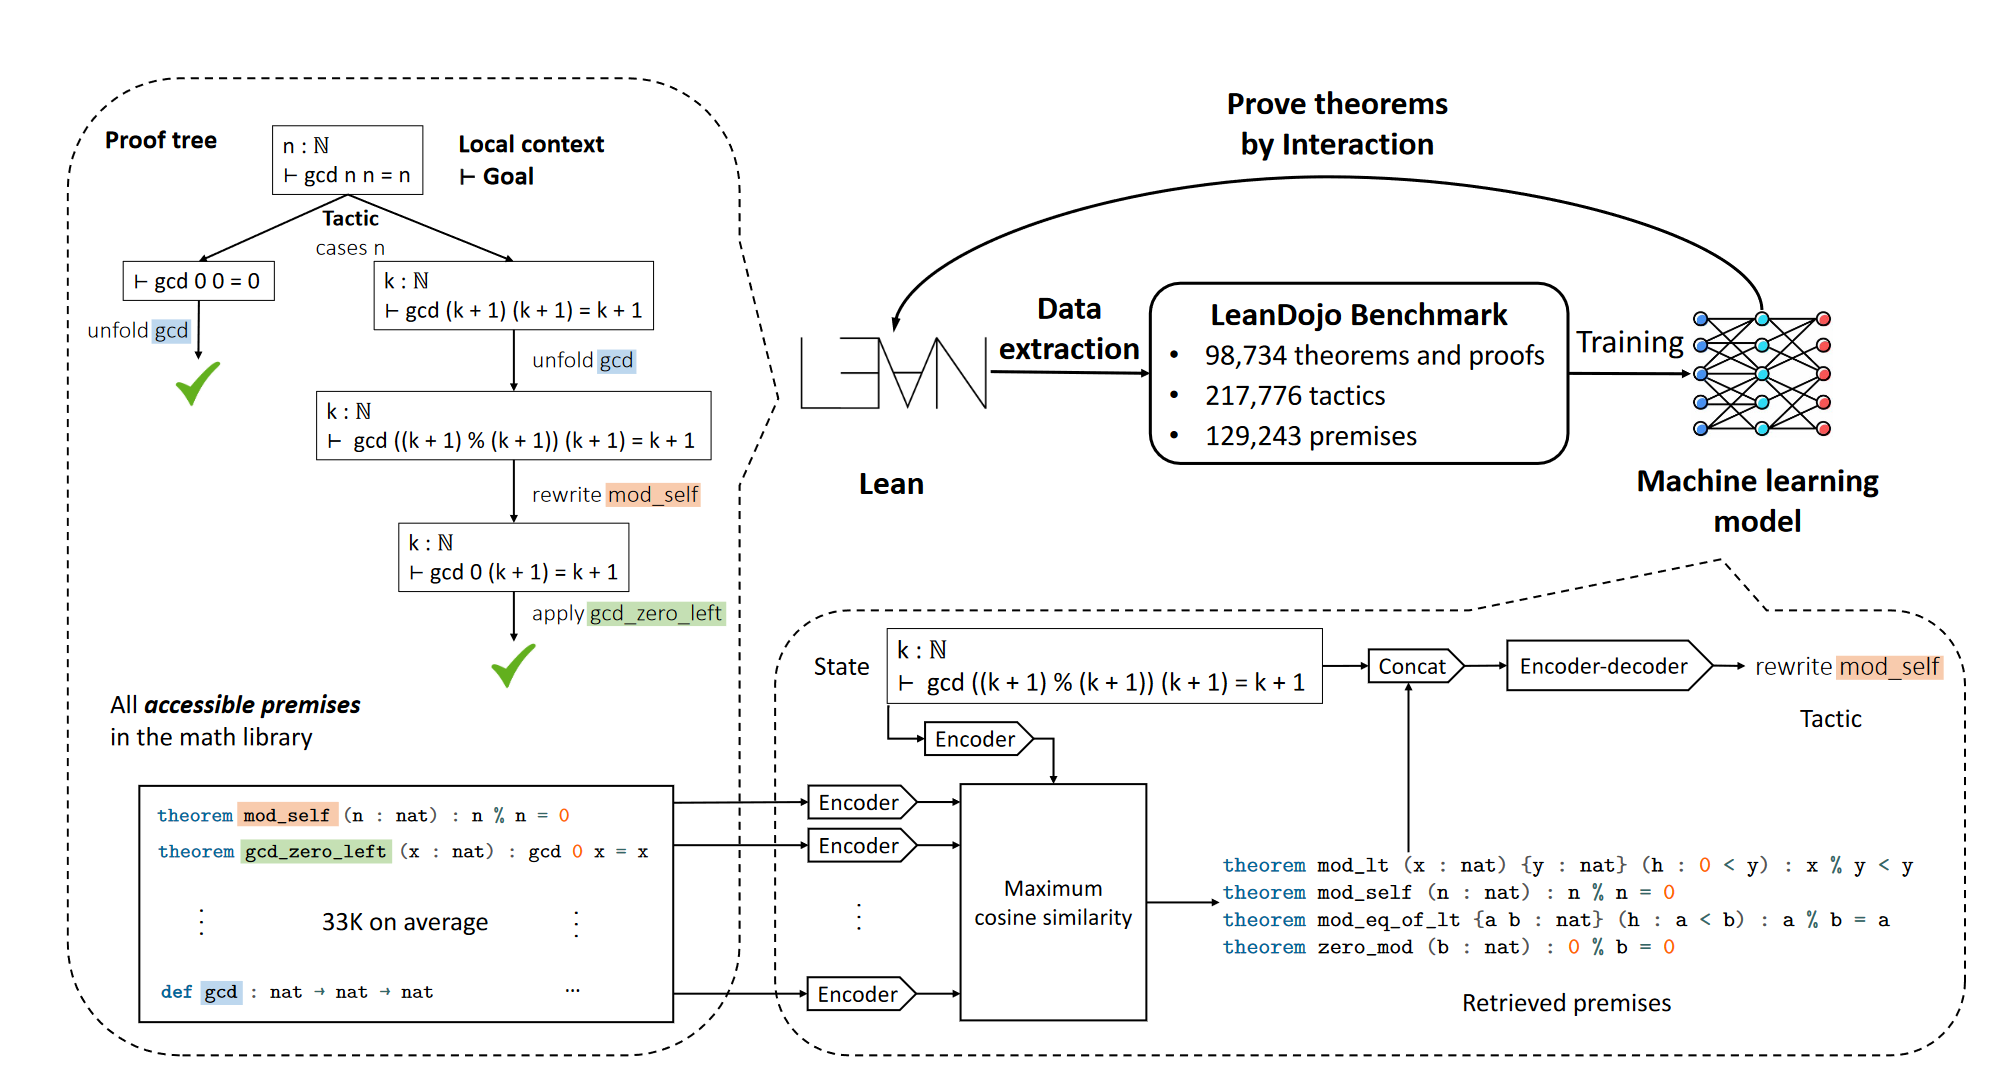 Proof tree
n : ℕ
⊢ gcd n n = n
Local context
⊢ Goal
Tactic
cases n
⊢ gcd 0 0 = 0
k : ℕ
⊢ gcd (k + 1) (k + 1) = k + 1
unfold gcd
unfold gcd
k : ℕ
⊢ gcd ((k + 1) % (k + 1)) (k + 1) = k + 1
rewrite mod_self
k : ℕ
⊢ gcd 0 (k + 1) = k + 1
apply gcd_zero_left
All accessible premises
in the math library
theorem mod_self (n : nat) : n % n = 0
theorem gcd_zero_left (x : nat) : gcd 0 x = x
⋮ 33K on average ⋮
def gcd : nat → nat → nat ...
Prove theorems
by Interaction
LEAN
Lean
Data
extraction
LeanDojo Benchmark
• 98,734 theorems and proofs
• 217,776 tactics
• 129,243 premises
Training
Machine learning
model
State
k : ℕ
⊢ gcd ((k + 1) % (k + 1)) (k + 1) = k + 1
Concat
Encoder-decoder
rewrite mod_self
Tactic
Encoder
Encoder
Encoder
⋮
Encoder
Maximum
cosine similarity
theorem mod_lt (x : nat) {y : nat} (h : 0 < y) : x % y < y
theorem mod_self (n : nat) : n % n = 0
theorem mod_eq_of_lt {a b : nat} (h : a < b) : a % b = a
theorem zero_mod (b : nat) : 0 % b = 0
Retrieved premises